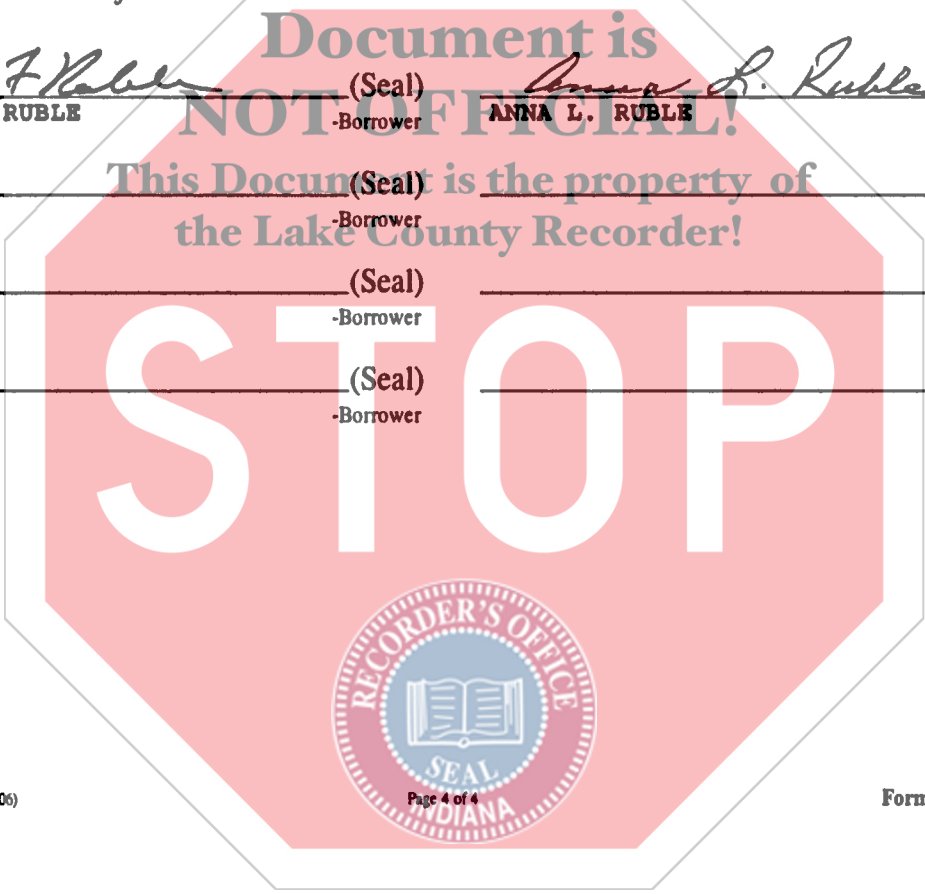 Document is
F Ruble (Seal) Anna L. Ruble
RUBLE -Borrower ANNA L. RUBLE
NOT OFFICIAL!
This Document is the property of
(Seal)
-Borrower
the Lake County Recorder!
(Seal)
-Borrower
STOP
(Seal)
-Borrower
RECORDER'S OFFICE
SEAL
INDIANA
06) Page 4 of 4 Form